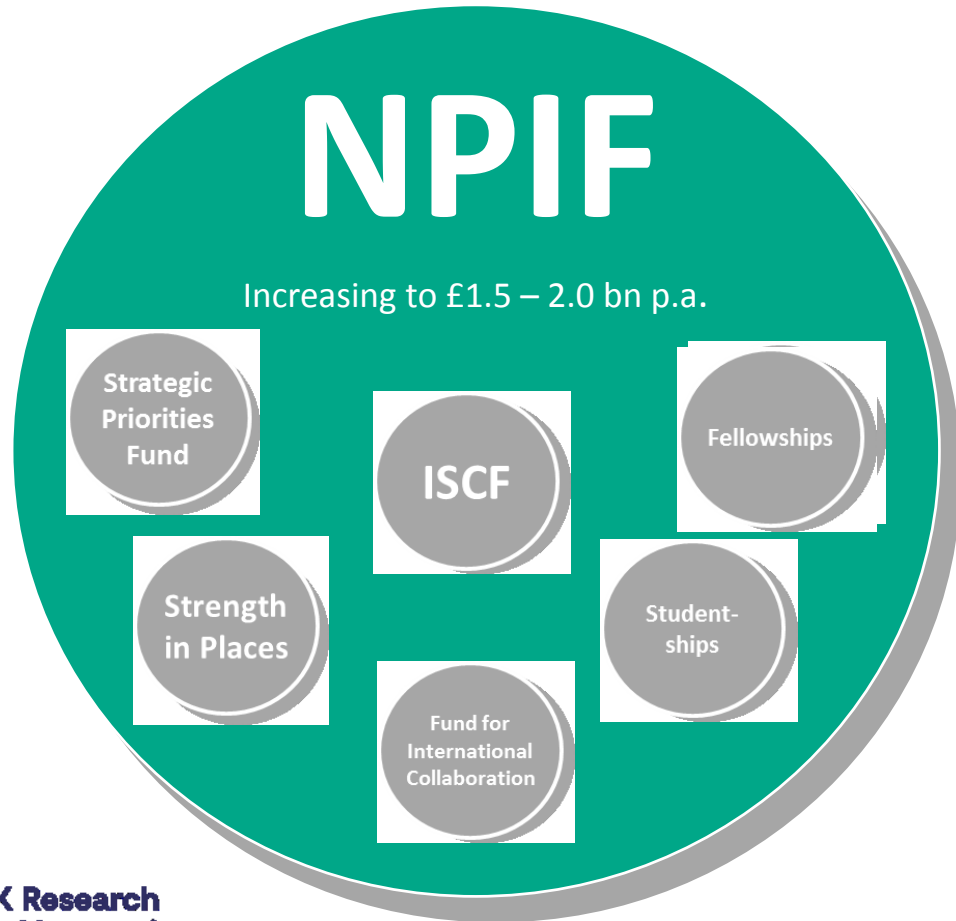 NPIF
Increasing to £1.5 – 2.0 bn p.a.
Strategic
Priorities
Fund
ISCF
Fellowships
Strength
in Places
Student-
ships
Fund for
International
Collaboration
Research